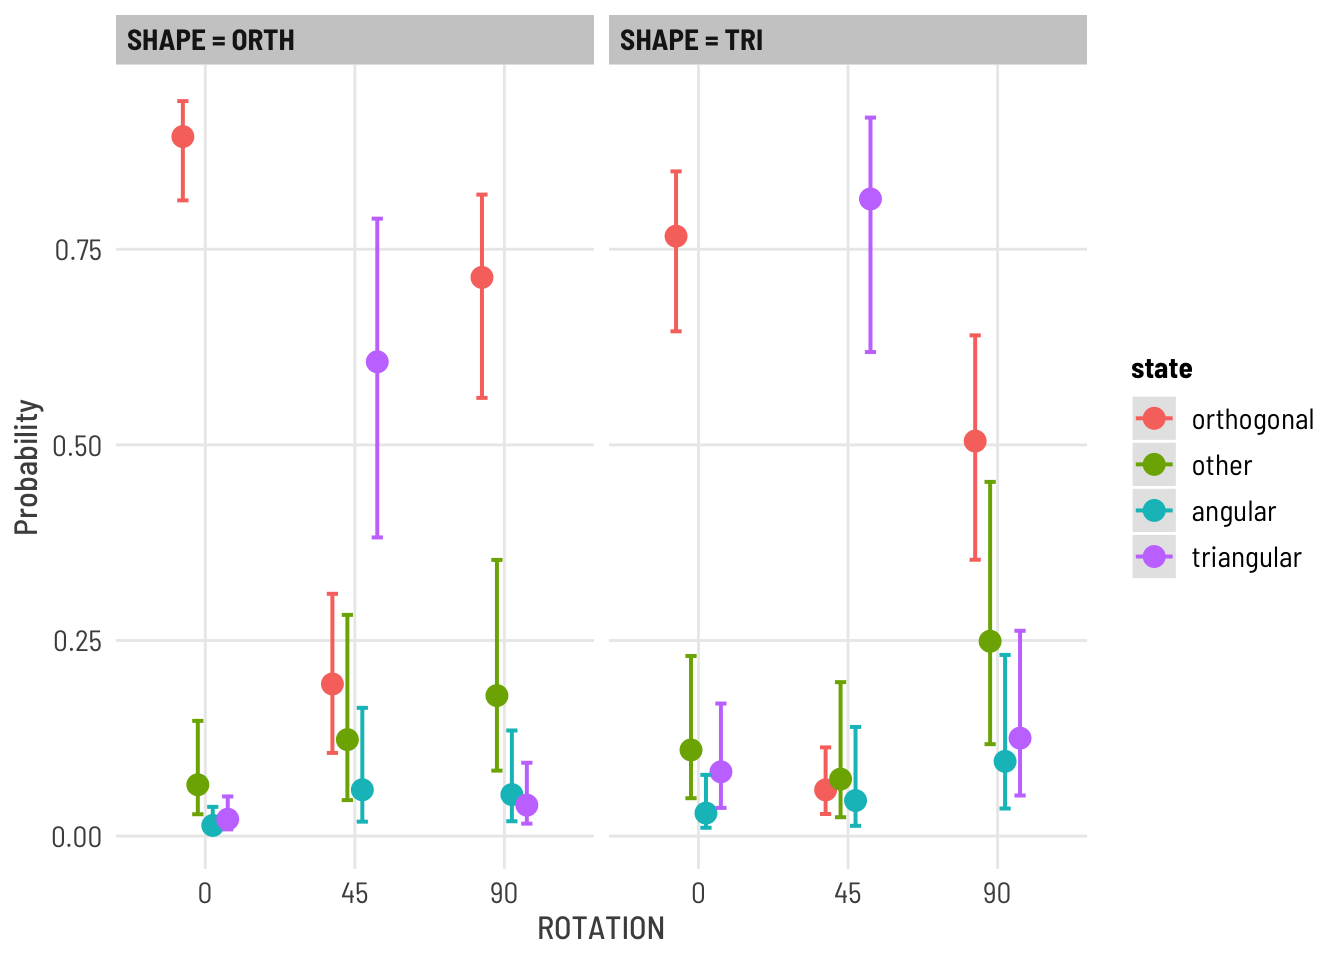 SHAPE = ORTH
SHAPE = TRI
0.75
0.50
0.25
0.00
Probability
0
45
90
0
45
90
ROTATION
state
orthogonal
other
angular
triangular